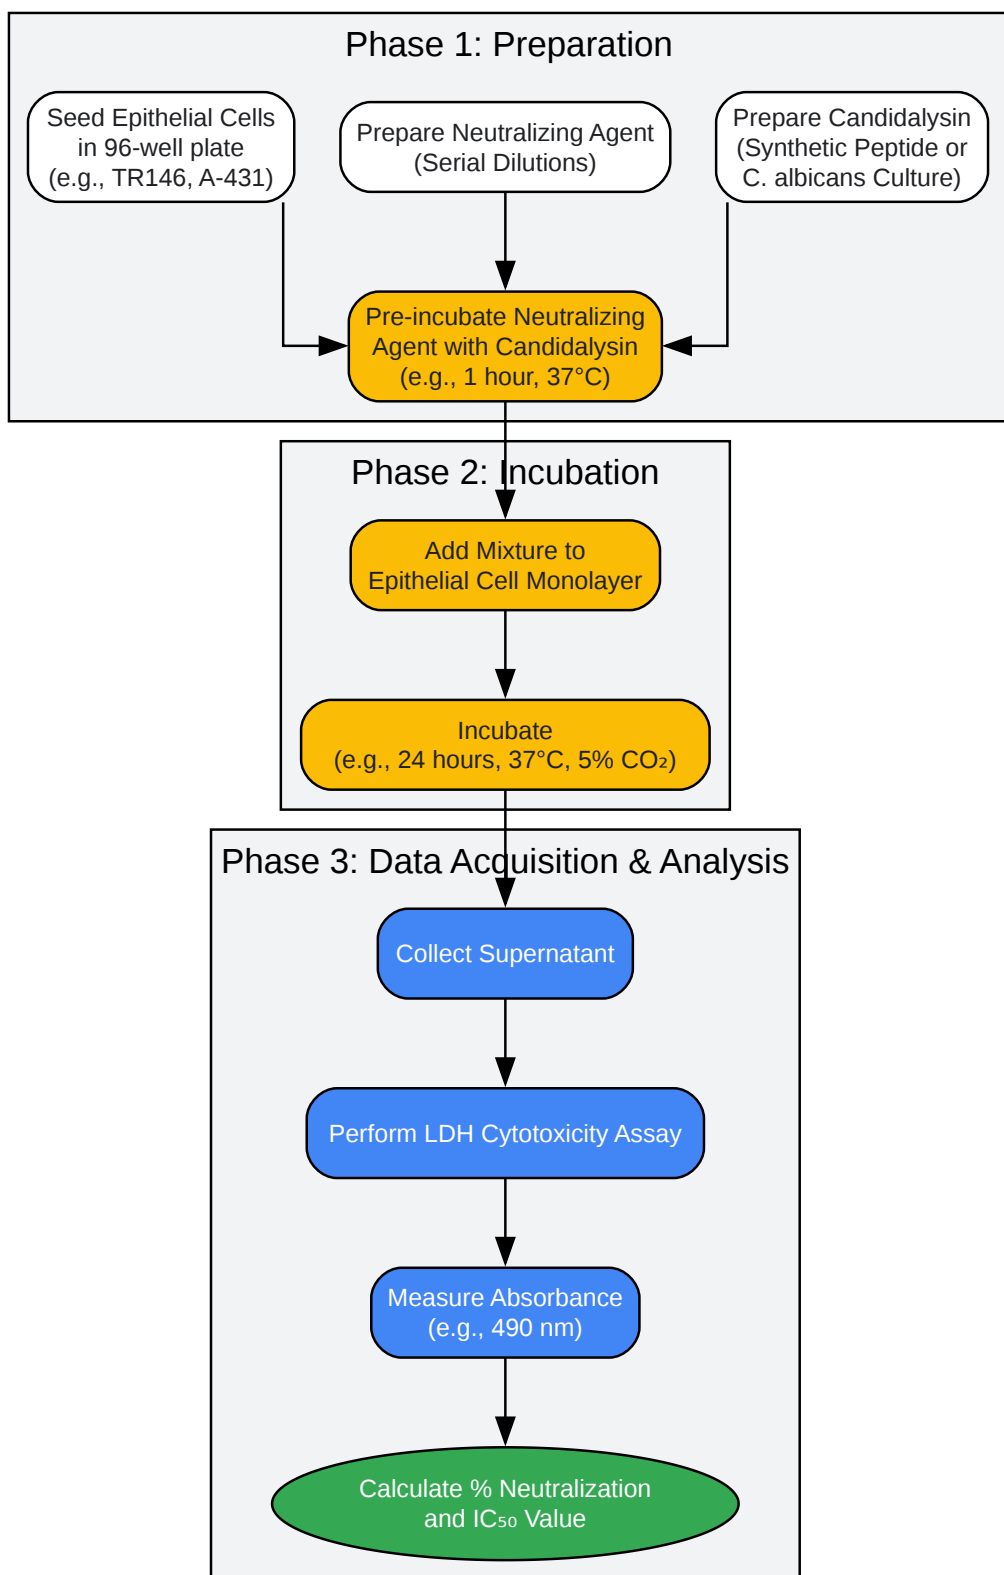 Phase 1: Preparation
Seed Epithelial Cells
in 96-well plate
(e.g., TR146, A-431)
Prepare Neutralizing Agent
(Serial Dilutions)
Prepare Candidalysin
(Synthetic Peptide or
C. albicans Culture)
Pre-incubate Neutralizing
Agent with Candidalysin
(e.g., 1 hour, 37°C)
Phase 2: Incubation
Add Mixture to
Epithelial Cell Monolayer
Incubate
(e.g., 24 hours, 37°C, 5% CO₂)
Phase 3: Data Acquisition & Analysis
Collect Supernatant
Perform LDH Cytotoxicity Assay
Measure Absorbance
(e.g., 490 nm)
Calculate % Neutralization
and IC₅₀ Value